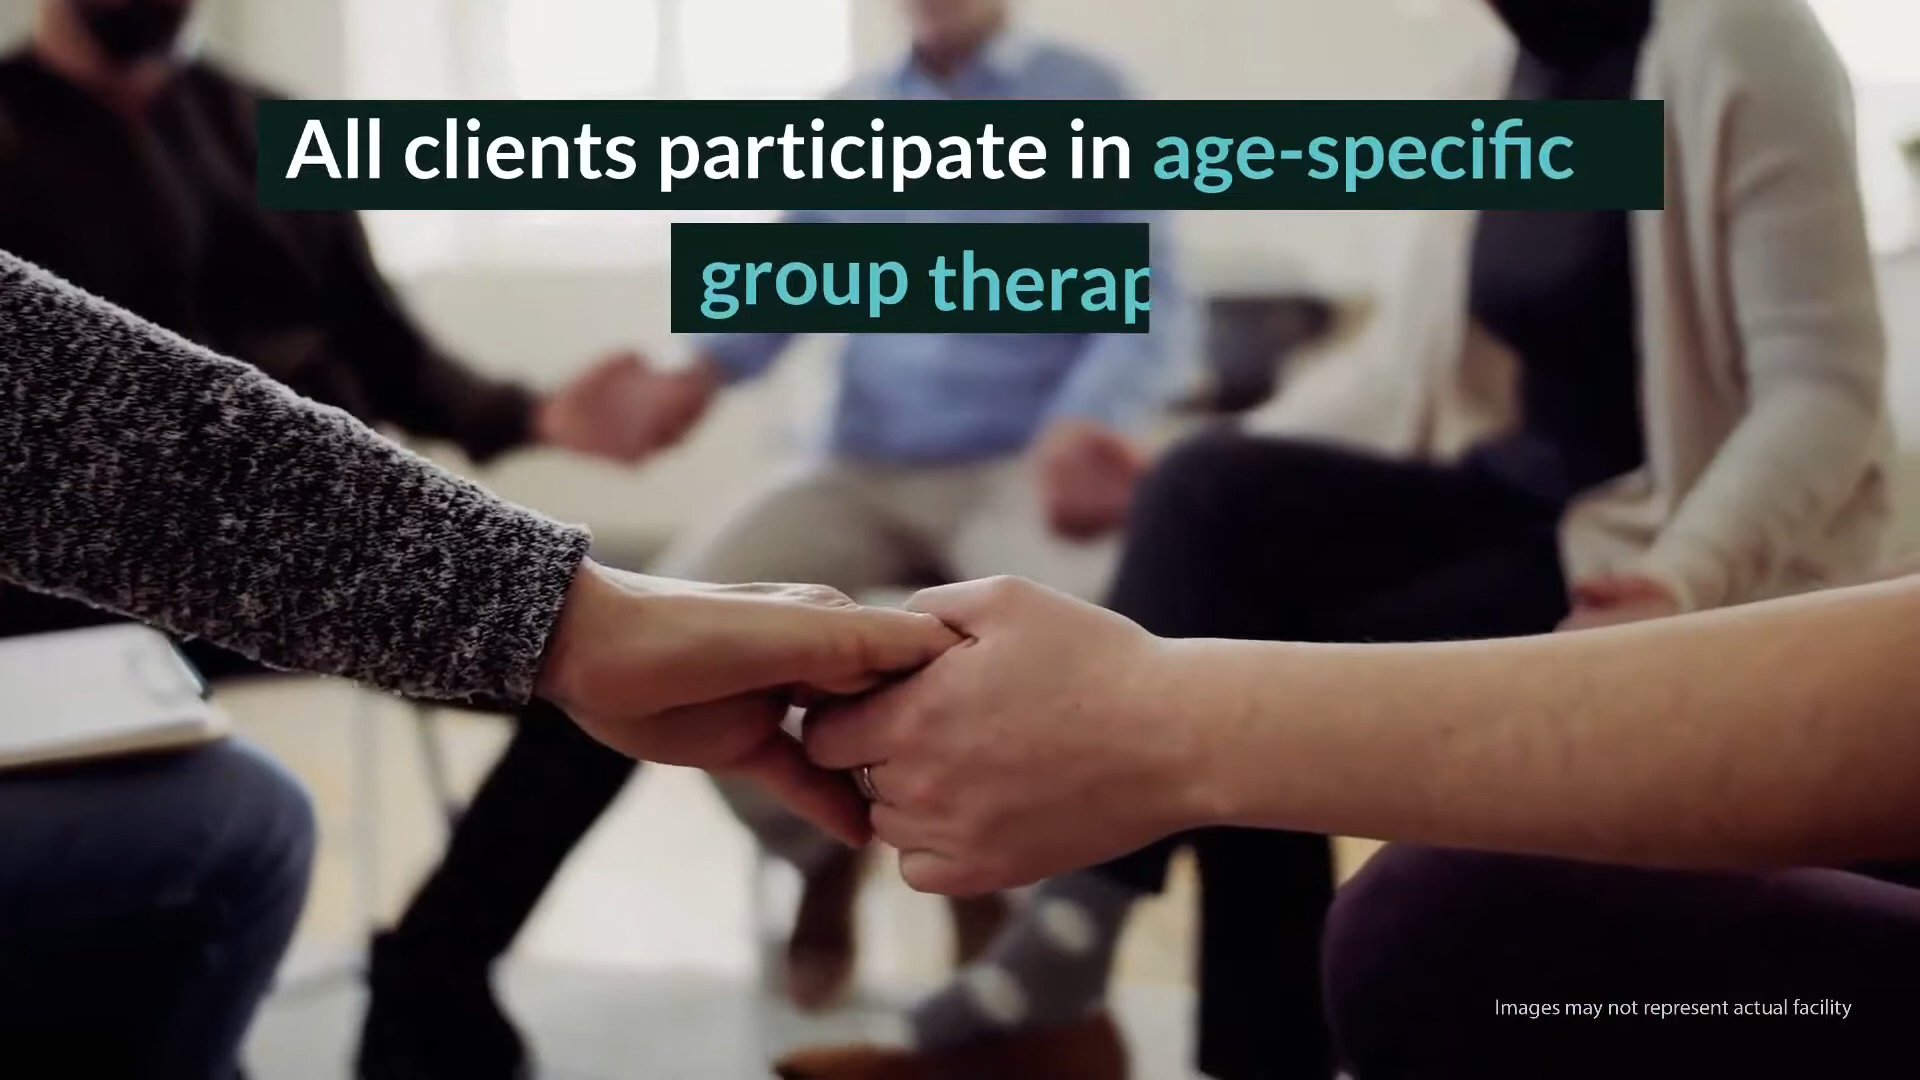 All clients participate in age-specific
group therap
Images may not represent actual facility